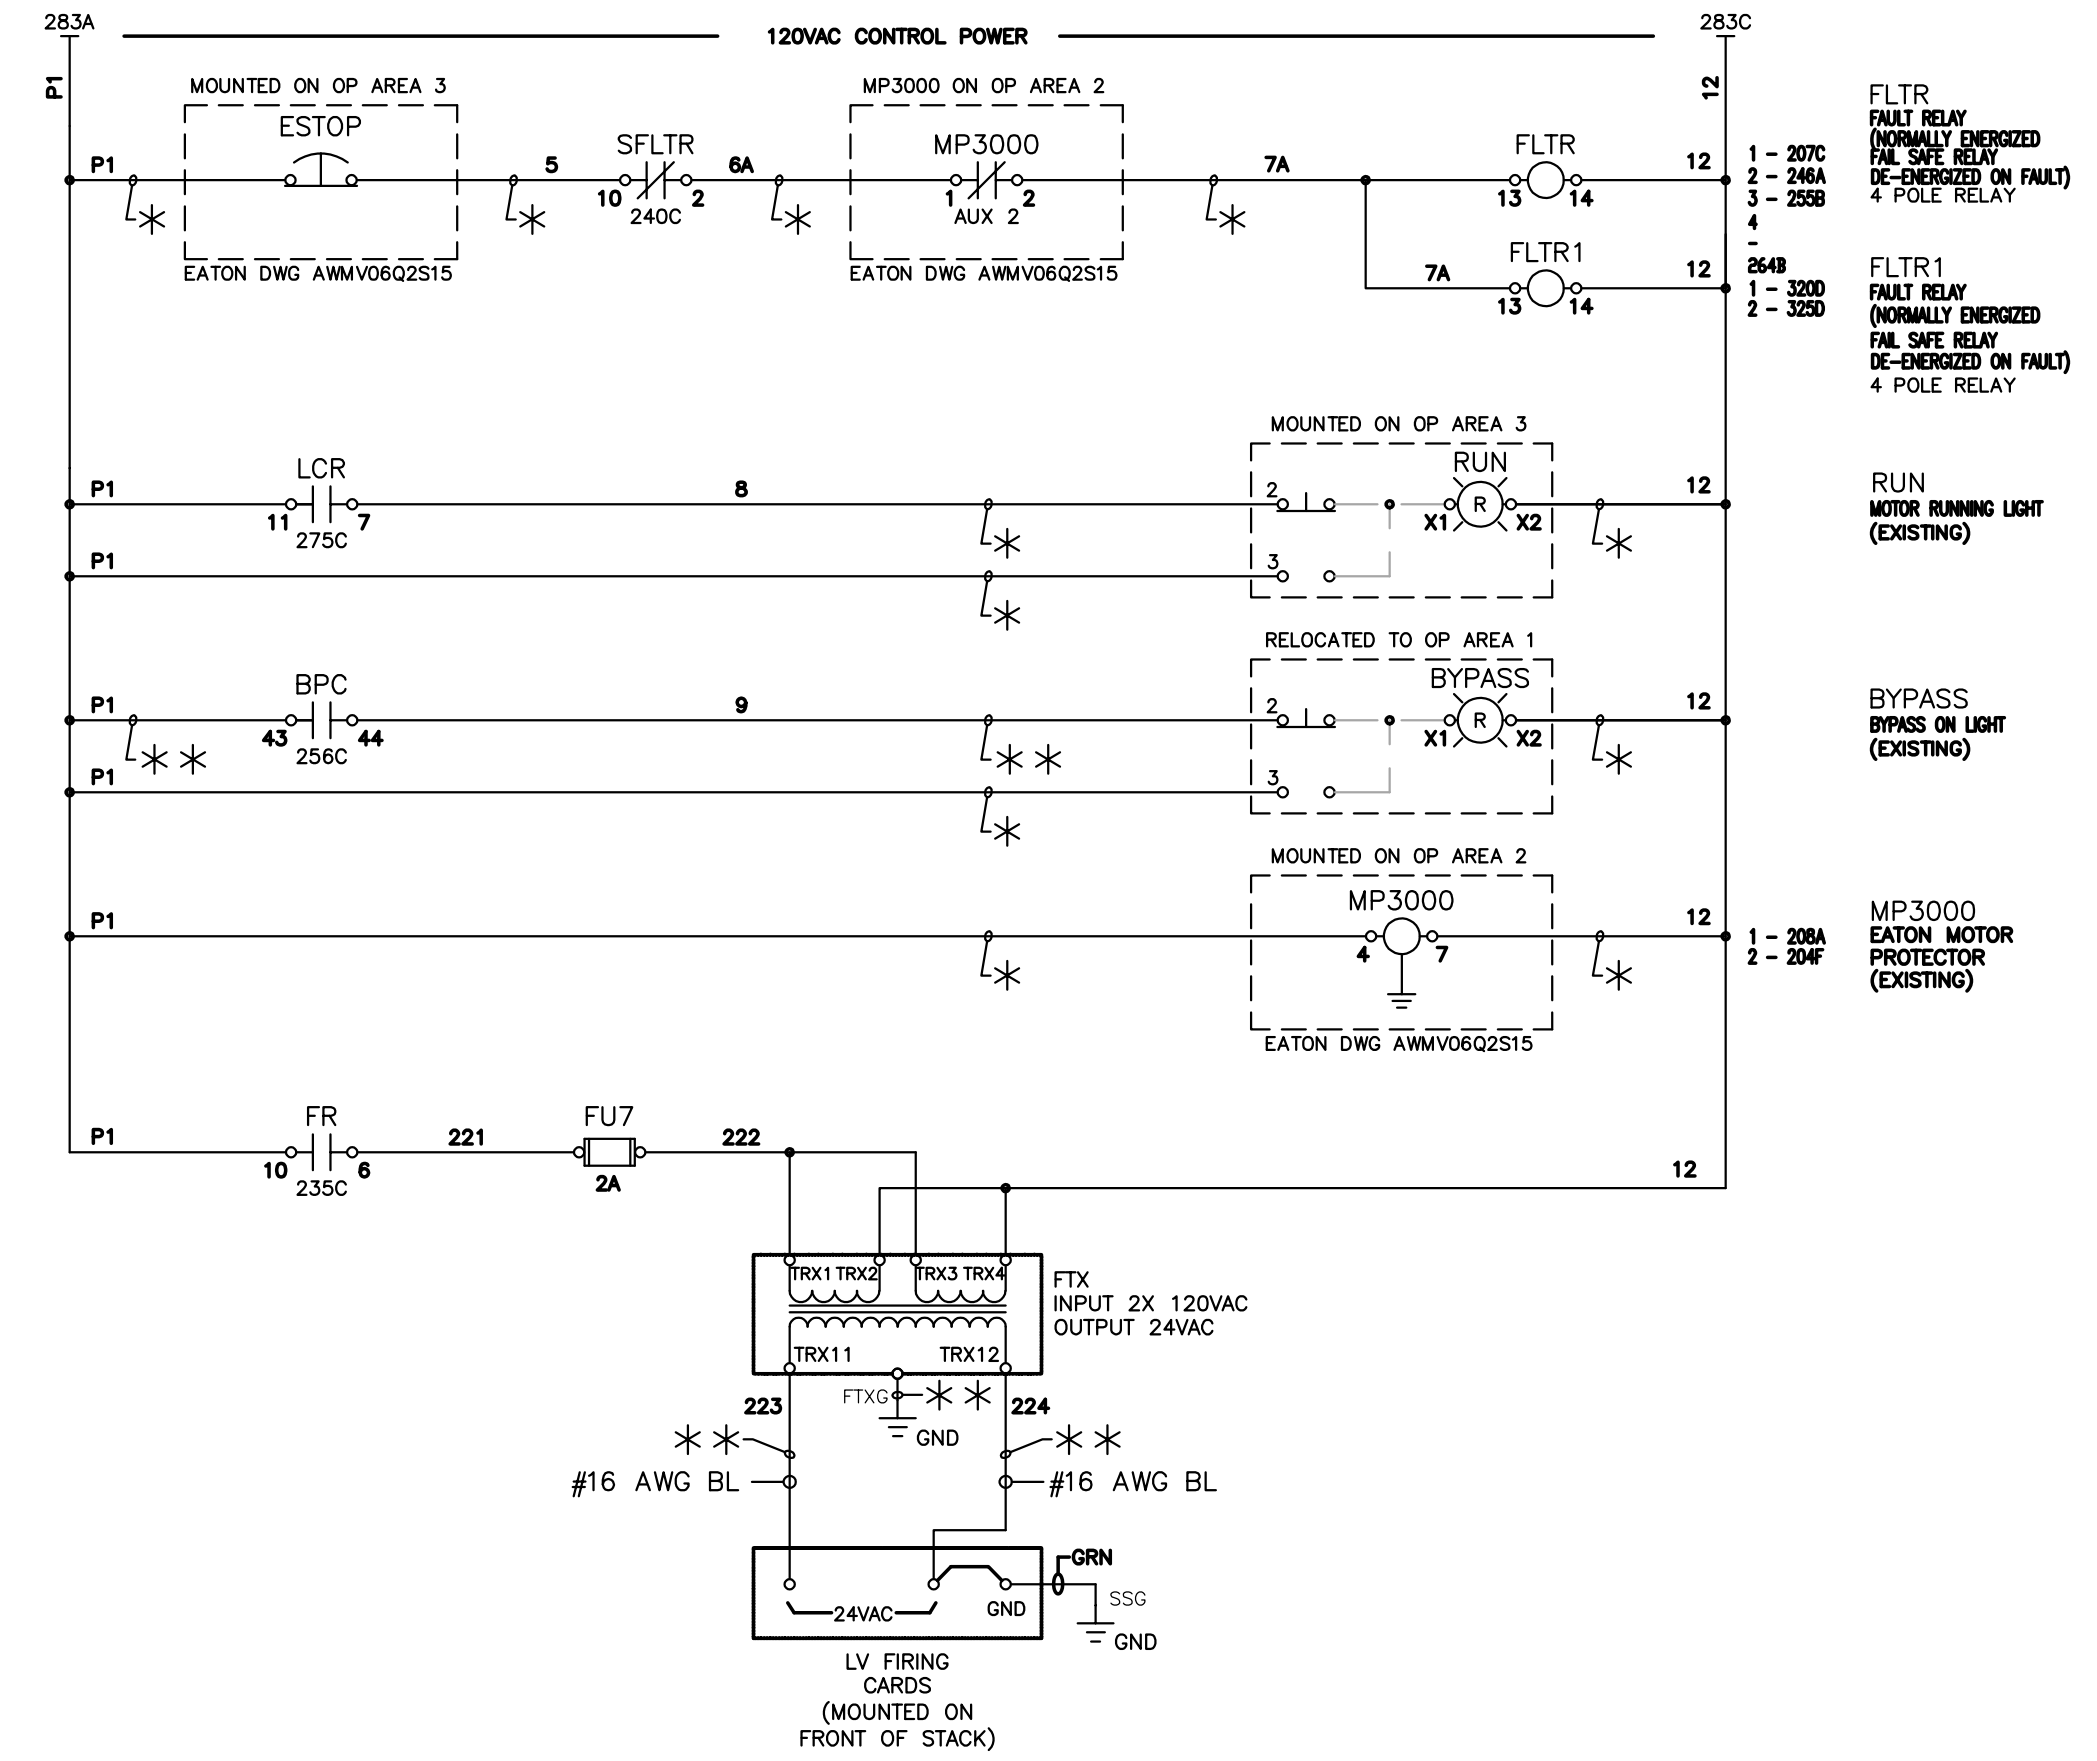 283A
120VAC CONTROL POWER
283C
P1
12
MOUNTED ON OP AREA 3
MP3000 ON OP AREA 2
ESTOP
SFLTR
MP3000
FLTR
P1
5
6A
7A
12
10
2
1
2
13
14
240C
AUX 2
EATON DWG AWMV06Q2S15
EATON DWG AWMV06Q2S15
FLTR1
7A
12
13
14
1 - 207C
2 - 246A
3 - 255B
4
-
264B
1 - 320D
2 - 325D
FLTR
FAULT RELAY
(NORMALLY ENERGIZED
FAIL SAFE RELAY
DE-ENERGIZED ON FAULT)
4 POLE RELAY
FLTR1
FAULT RELAY
(NORMALLY ENERGIZED
FAIL SAFE RELAY
DE-ENERGIZED ON FAULT)
4 POLE RELAY
MOUNTED ON OP AREA 3
LCR
RUN
P1
8
2
R
12
11
7
X1
X2
275C
P1
3
RUN
MOTOR RUNNING LIGHT
(EXISTING)
RELOCATED TO OP AREA 1
BPC
BYPASS
P1
9
2
R
12
43
44
X1
X2
256C
P1
3
BYPASS
BYPASS ON LIGHT
(EXISTING)
MOUNTED ON OP AREA 2
MP3000
P1
12
4
7
EATON DWG AWMV06Q2S15
1 - 208A
2 - 204F
MP3000
EATON MOTOR
PROTECTOR
(EXISTING)
FR
FU7
P1
221
222
10
6
2A
12
235C
TRX1 TRX2 TRX3 TRX4
FTX
INPUT 2X 120VAC
OUTPUT 24VAC
TRX11
TRX12
FTXG
223
224
GND
#16 AWG BL
#16 AWG BL
GRN
SSG
24VAC
GND
GND
LV FIRING
CARDS
(MOUNTED ON
FRONT OF STACK)